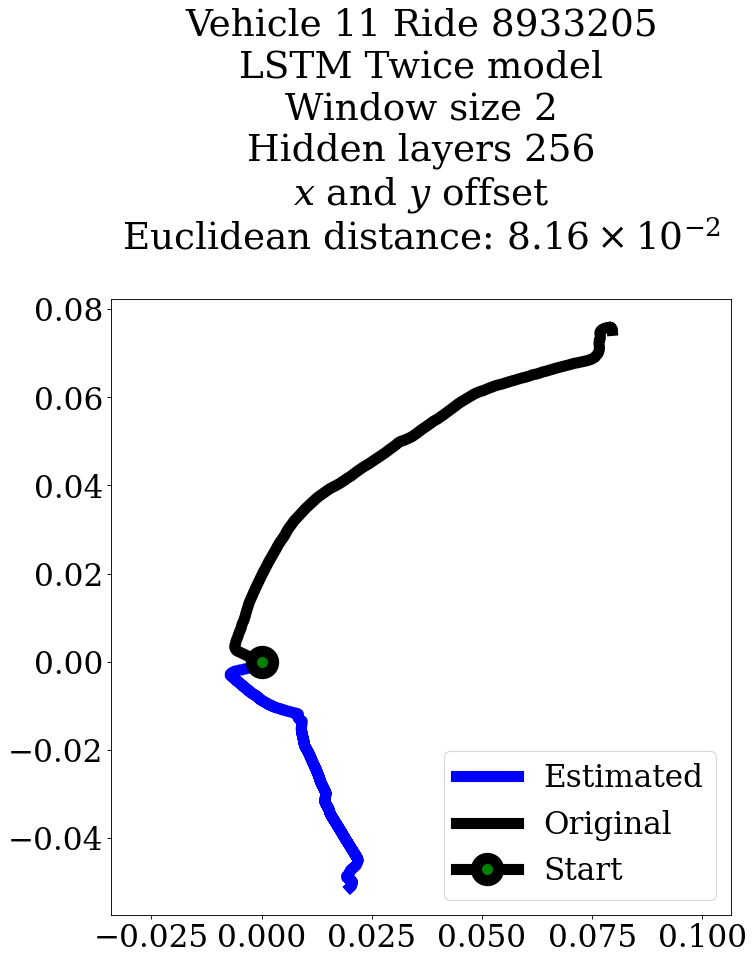 Vehicle 11 Ride 8933205
LSTM Twice model
Window size 2
Hidden layers 256
x and y offset
Euclidean distance: 8.16 × 10⁻²
0.08
0.06
0.04
0.02
0.00
−0.02
−0.04
Estimated
Original
Start
−0.025 0.000 0.025 0.050 0.075 0.100